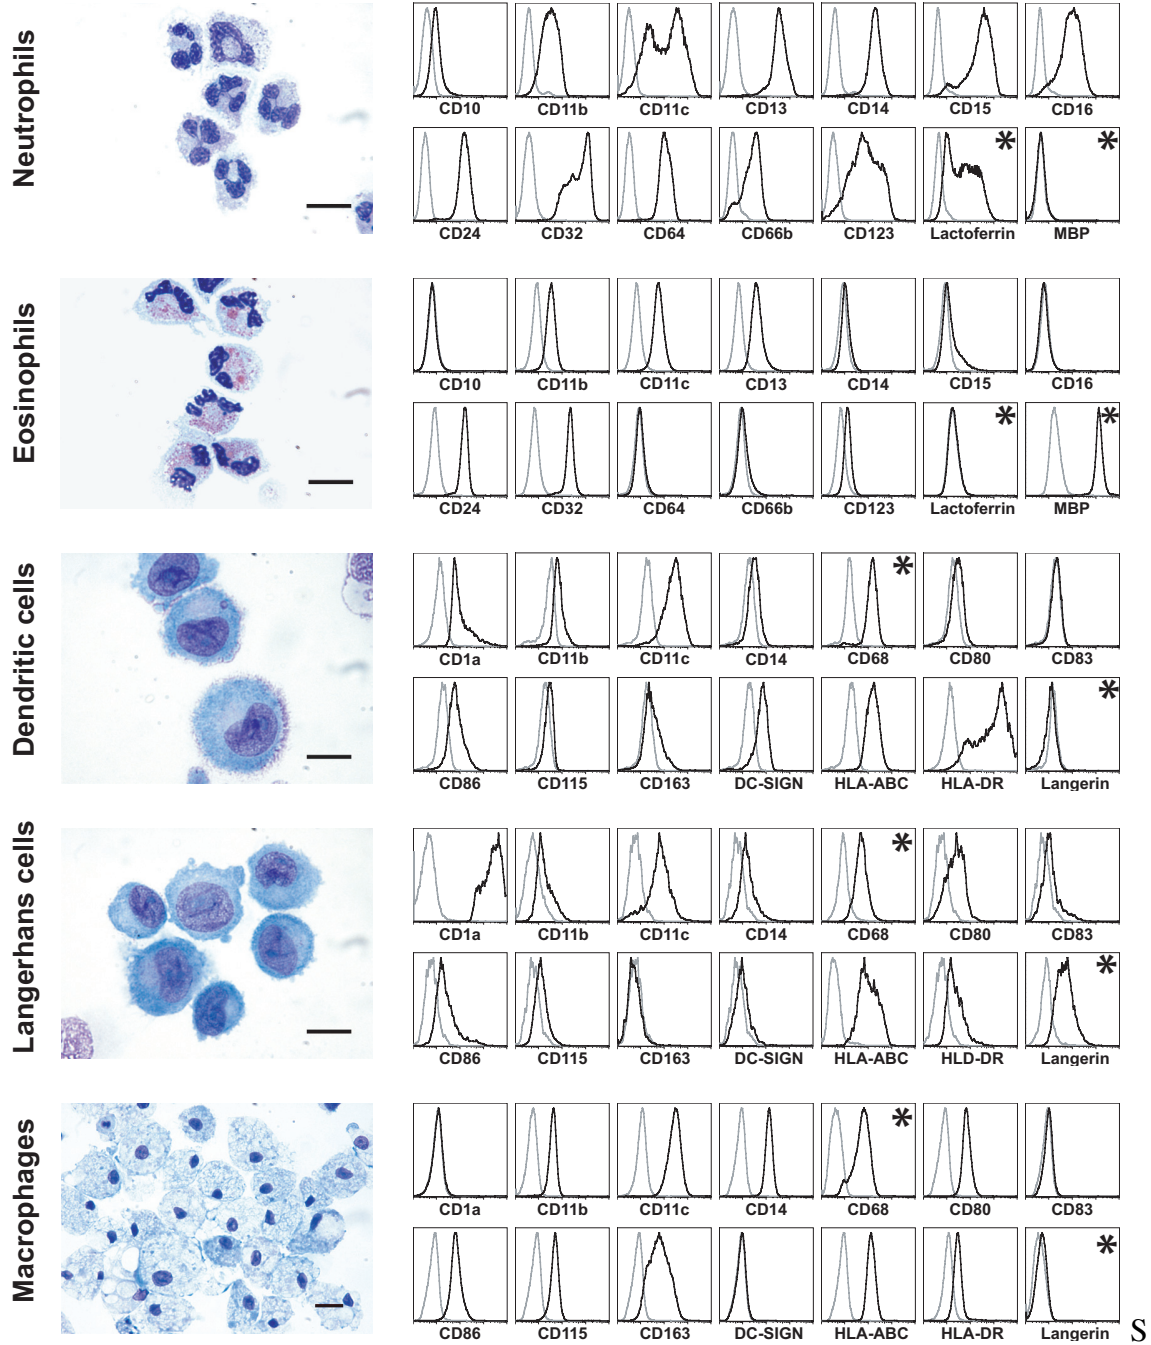 Neutrophils
CD10 CD11b CD11c CD13 CD14 CD15 CD16
* *
CD24 CD32 CD64 CD66b CD123 Lactoferrin MBP
Eosinophils
CD10 CD11b CD11c CD13 CD14 CD15 CD16
* *
CD24 CD32 CD64 CD66b CD123 Lactoferrin MBP
Dendritic cells
*
CD1a CD11b CD11c CD14 CD68 CD80 CD83
*
CD86 CD115 CD163 DC-SIGN HLA-ABC HLA-DR Langerin
Langerhans cells
*
CD1a CD11b CD11c CD14 CD68 CD80 CD83
*
CD86 CD115 CD163 DC-SIGN HLA-ABC HLD-DR Langerin
Macrophages
*
CD1a CD11b CD11c CD14 CD68 CD80 CD83
*
CD86 CD115 CD163 DC-SIGN HLA-ABC HLA-DR Langerin
S